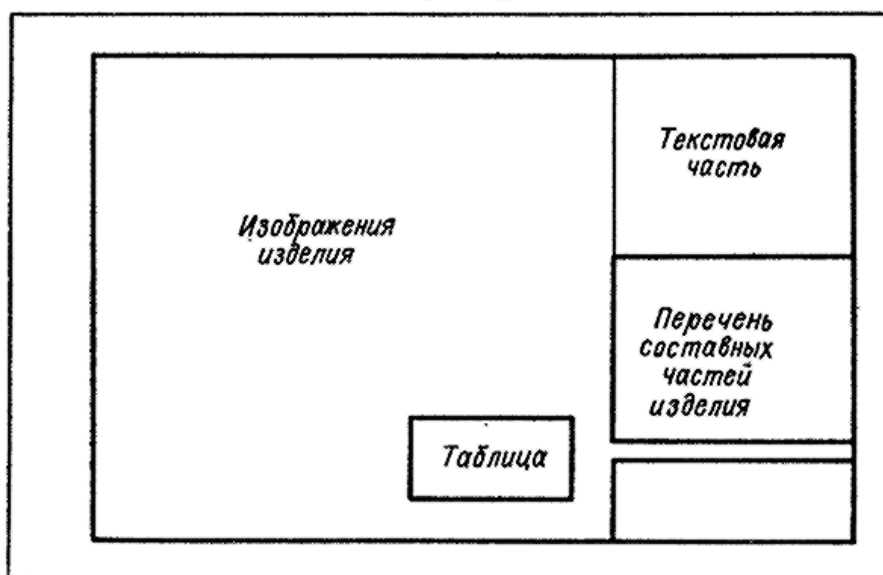 Изображения
изделия
Текстовая
часть
Перечень
составных
частей
изделия
Таблица